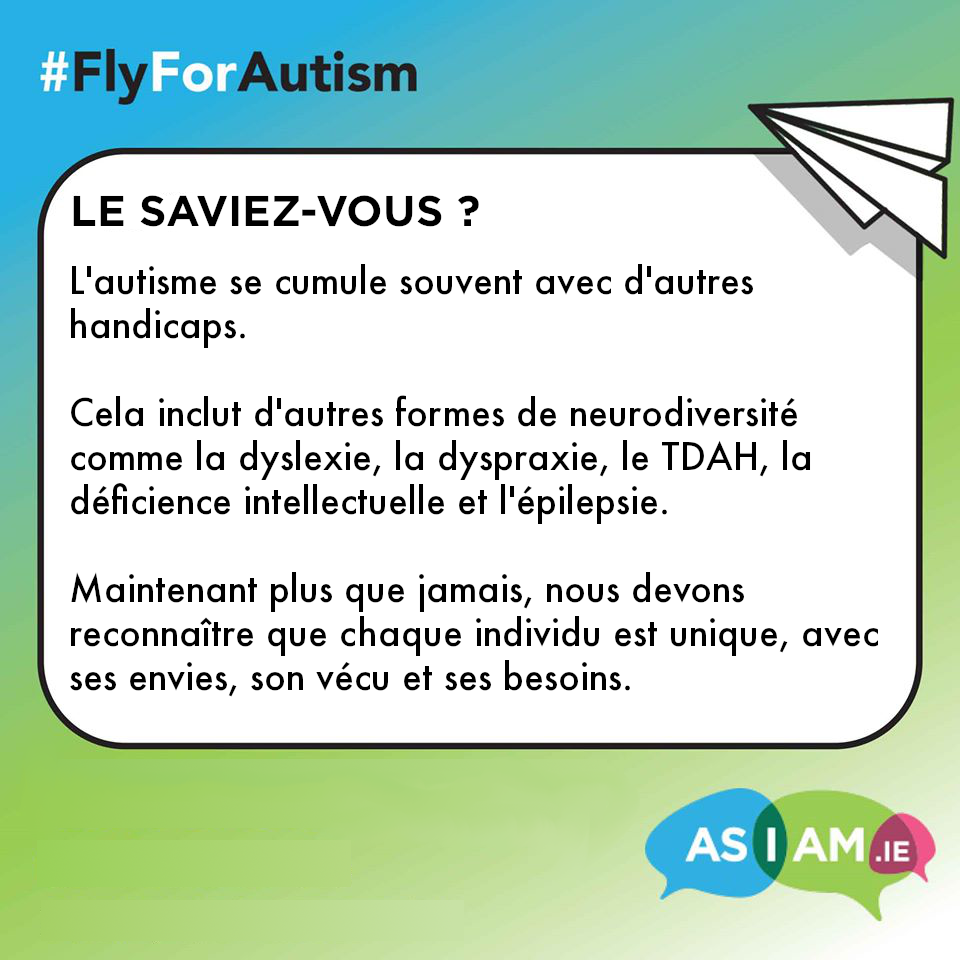 #FlyForAutism
LE SAVIEZ-VOUS ?
L'autisme se cumule souvent avec d'autres
handicaps.
Cela inclut d'autres formes de neurodiversité
comme la dyslexie, la dyspraxie, le TDAH, la
déficience intellectuelle et l'épilepsie.
Maintenant plus que jamais, nous devons
reconnaître que chaque individu est unique, avec
ses envies, son vécu et ses besoins.
AS I AM.IE